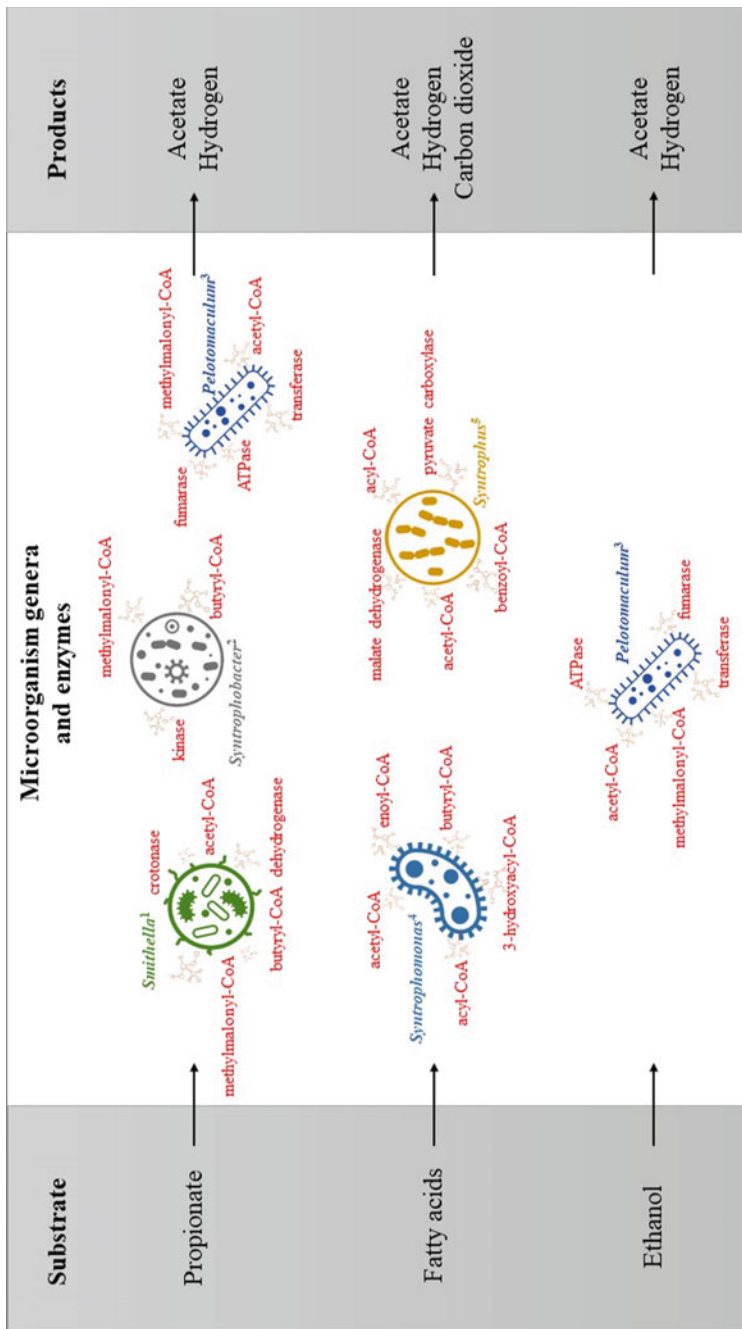 Substrate
Microorganism genera
and enzymes
Products
Propionate
Smithella¹
crotonase
acetyl-CoA
methylmalonyl-CoA
butyryl-CoA dehydrogenase
methylmalonyl-CoA
kinase
butyryl-CoA
Syntrophobacter²
methylmalonyl-CoA
fumarase
Pelotomaculum³
ATPase
acetyl-CoA
transferase
Acetate
Hydrogen
Fatty acids
acetyl-CoA
enoyl-CoA
Syntrophomonas⁴
butyryl-CoA
acyl-CoA
3-hydroxyacyl-CoA
malate dehydrogenase
acyl-CoA
acetyl-CoA
pyruvate carboxylase
Syntrophus⁵
benzoyl-CoA
Acetate
Hydrogen
Carbon dioxide
Ethanol
ATPase
acetyl-CoA
Pelotomaculum³
methylmalonyl-CoA
fumarase
transferase
Acetate
Hydrogen